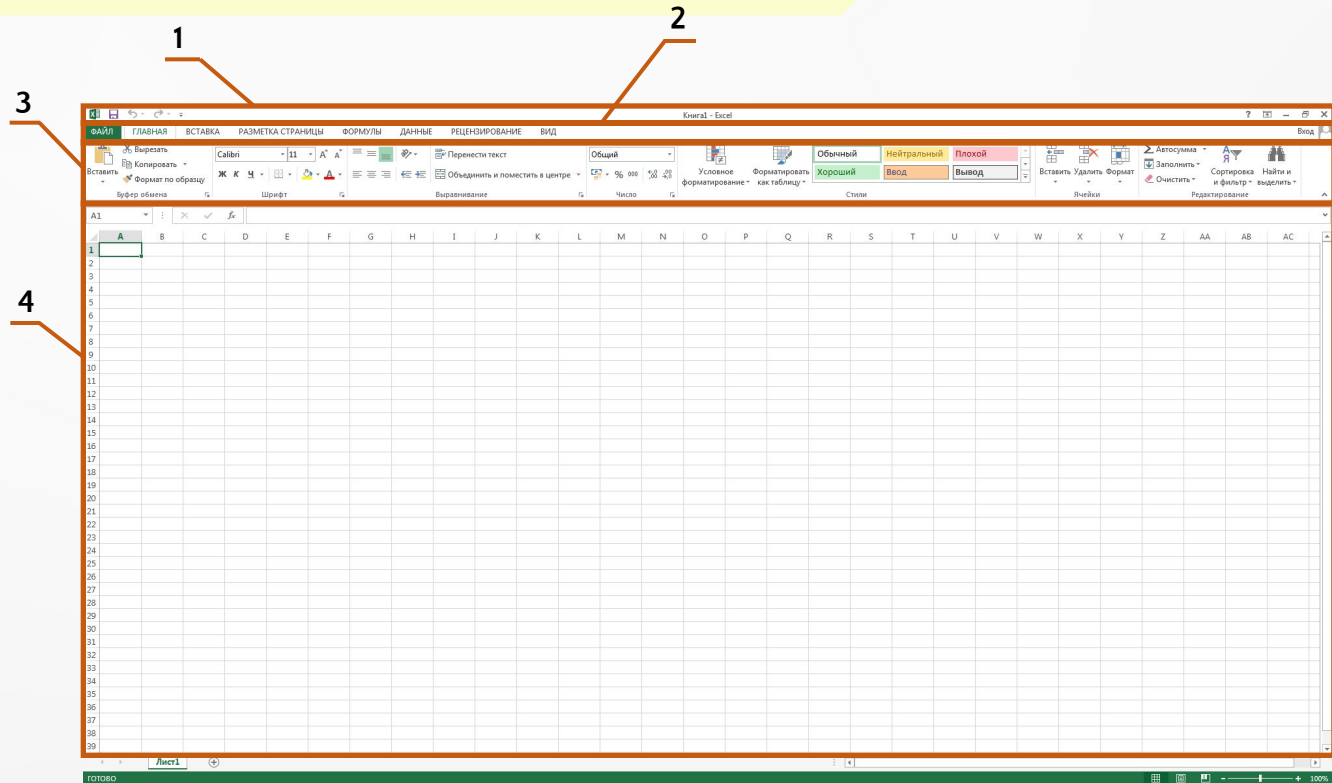 2
1
3
Книга1 - Excel
?
ФАЙЛ ГЛАВНАЯ ВСТАВКА РАЗМЕТКА СТРАНИЦЫ ФОРМУЛЫ ДАННЫЕ РЕЦЕНЗИРОВАНИЕ ВИД Вход
Вставить
Вырезать
Копировать
Формат по образцу
Буфер обмена
Calibri 11 А А
Ж К Ч А
Шрифт
Перенести текст
Объединить и поместить в центре
Выравнивание
Общий
% 000
Число
Условное форматирование
Форматировать как таблицу
Обычный Нейтральный Плохой
Хороший Ввод Вывод
Стили
Вставить Удалить Формат
Ячейки
Σ Автосумма
Заполнить
Очистить
Сортировка и фильтр
Найти и выделить
Редактирование
A1 fx
A B C D E F G H I J K L M N O P Q R S T U V W X Y Z AA AB AC
1
2
3
4
5
6
7
8
9
10
11
12
13
14
15
16
17
18
19
20
21
22
23
24
25
26
27
28
29
30
31
32
33
34
35
36
37
38
39
4
Лист1
ГОТОВО 100%